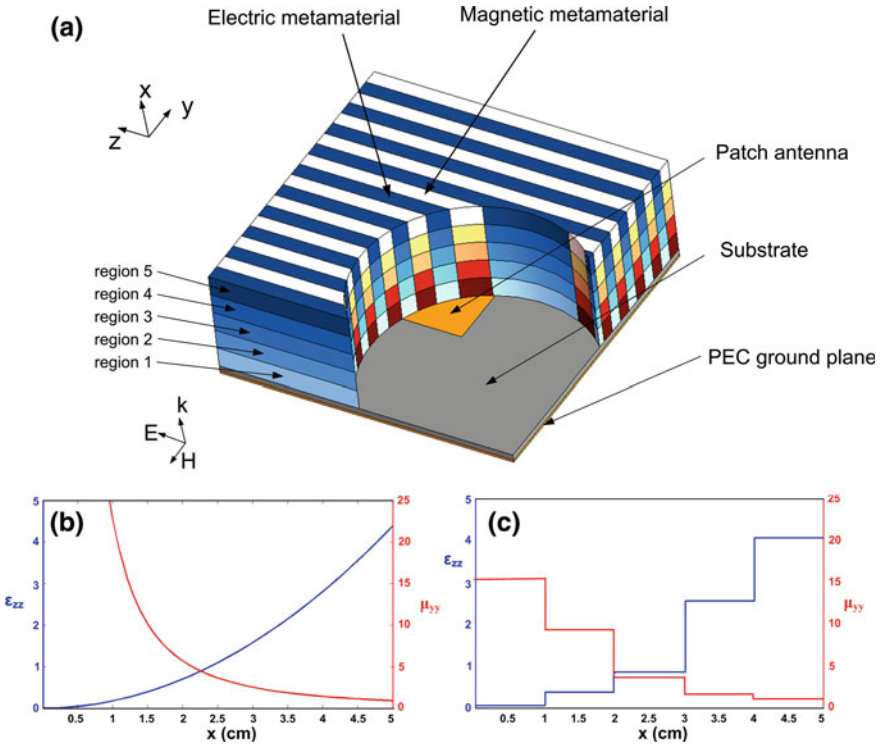 (a)
Electric metamaterial
Magnetic metamaterial
x
y
z
Patch antenna
Substrate
region 5
region 4
region 3
region 2
region 1
PEC ground plane
k
E
H
(b)
5
4
3
2
1
0
εzz
25
20
15
10
5
0
μyy
0.5 1 1.5 2 2.5 3 3.5 4 4.5 5
x (cm)
(c)
5
4
3
2
1
0
εzz
25
20
15
10
5
0
μyy
0.5 1 1.5 2 2.5 3 3.5 4 4.5 5
x (cm)